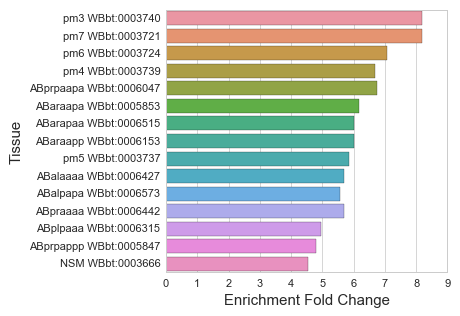 pm3 WBbt:0003740
pm7 WBbt:0003721
pm6 WBbt:0003724
pm4 WBbt:0003739
ABprpaapa WBbt:0006047
ABaraapa WBbt:0005853
ABarapaa WBbt:0006515
ABaraapp WBbt:0006153
pm5 WBbt:0003737
ABalaaaa WBbt:0006427
ABalpapa WBbt:0006573
ABpraaaa WBbt:0006442
ABplpaaa WBbt:0006315
ABprpappp WBbt:0005847
NSM WBbt:0003666
Tissue
0 1 2 3 4 5 6 7 8 9
Enrichment Fold Change